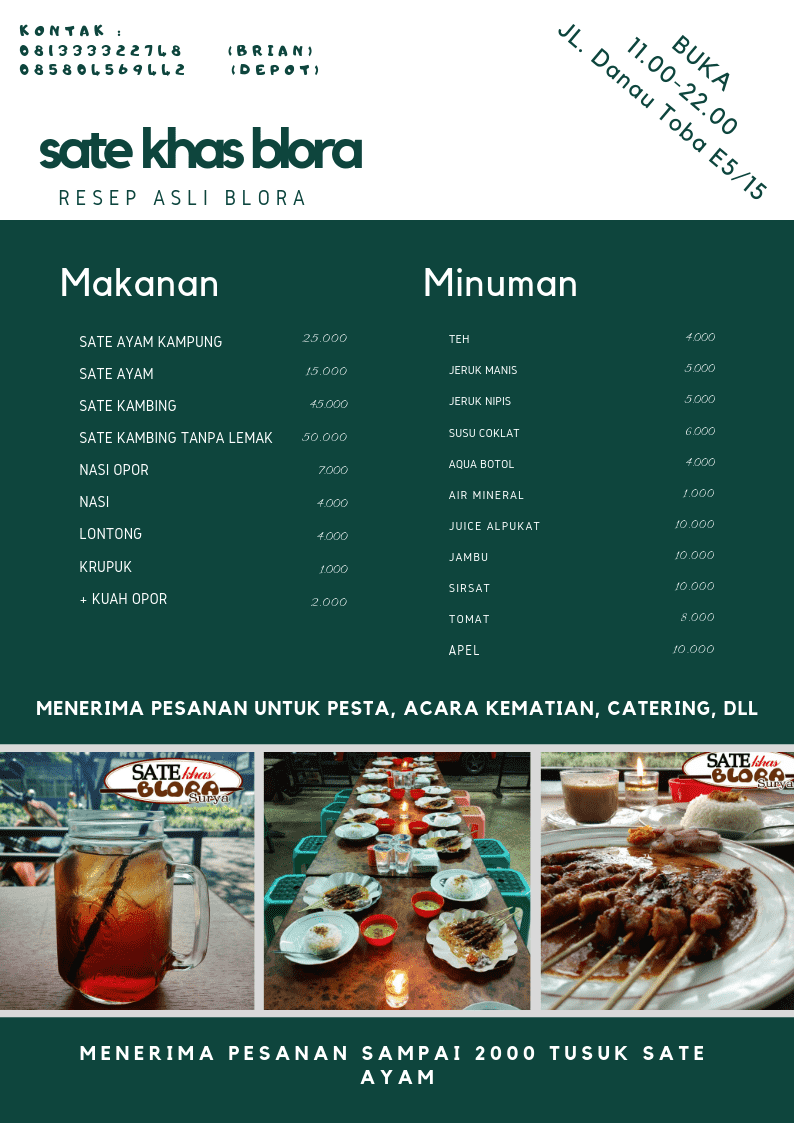 KONTAK :
081333322768 (BRIAN)
085806569662 (DEPOT)
BUKA
11.00-22.00
JL. Danau Toba E5/15
sate khas blora
RESEP ASLI BLORA
Makanan
SATE AYAM KAMPUNG 25.000
SATE AYAM 15.000
SATE KAMBING 45.000
SATE KAMBING TANPA LEMAK 50.000
NASI OPOR 7.000
NASI 4.000
LONTONG 4.000
KRUPUK 1.000
+ KUAH OPOR 2.000
Minuman
TEH 4.000
JERUK MANIS 5.000
JERUK NIPIS 5.000
SUSU COKLAT 6.000
AQUA BOTOL 4.000
AIR MINERAL 1.000
JUICE ALPUKAT 10.000
JAMBU 10.000
SIRSAT 10.000
TOMAT 8.000
APEL 10.000
MENERIMA PESANAN UNTUK PESTA, ACARA KEMATIAN, CATERING, DLL
SATE khas
BLORA
Surya
SATE khas
BLORA
Surya
MENERIMA PESANAN SAMPAI 2000 TUSUK SATE
AYAM